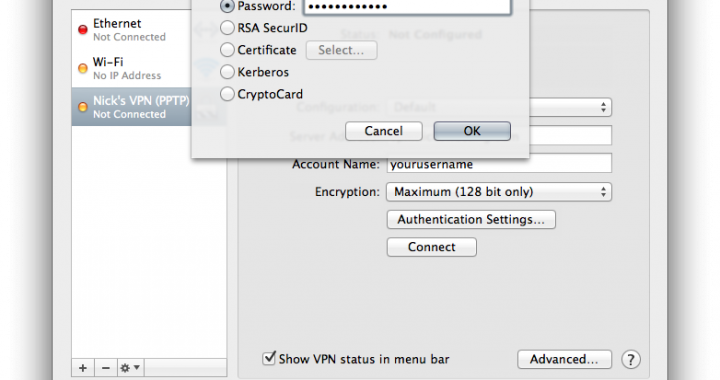 Password: ••••••••••••
Ethernet
Not Connected
RSA SecurID
Status: Not Configured
Certificate Select...
Wi-Fi
No IP Address
Kerberos
Nick's VPN (PPTP)
Not Connected
CryptoCard
Configuration: Default
Cancel OK
Server
Account Name: yourusername
Encryption: Maximum (128 bit only)
Authentication Settings...
Connect
Show VPN status in menu bar Advanced... ?